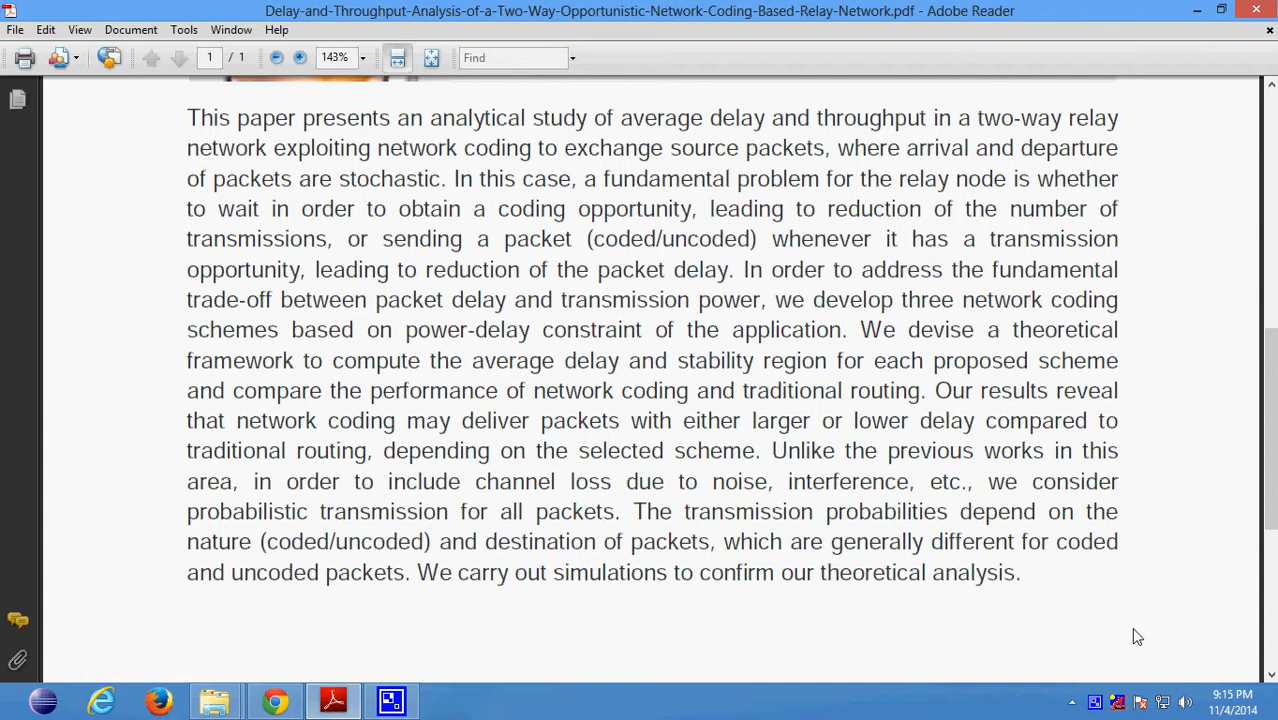 Delay-and-Throughput-Analysis-of-a-Two-Way-Opportunistic-Network-Coding-Based-Relay-Network.pdf - Adobe Reader
File Edit View Document Tools Window Help
1 / 1 143% Find
This paper presents an analytical study of average delay and throughput in a two-way relay
network exploiting network coding to exchange source packets, where arrival and departure
of packets are stochastic. In this case, a fundamental problem for the relay node is whether
to wait in order to obtain a coding opportunity, leading to reduction of the number of
transmissions, or sending a packet (coded/uncoded) whenever it has a transmission
opportunity, leading to reduction of the packet delay. In order to address the fundamental
trade-off between packet delay and transmission power, we develop three network coding
schemes based on power-delay constraint of the application. We devise a theoretical
framework to compute the average delay and stability region for each proposed scheme
and compare the performance of network coding and traditional routing. Our results reveal
that network coding may deliver packets with either larger or lower delay compared to
traditional routing, depending on the selected scheme. Unlike the previous works in this
area, in order to include channel loss due to noise, interference, etc., we consider
probabilistic transmission for all packets. The transmission probabilities depend on the
nature (coded/uncoded) and destination of packets, which are generally different for coded
and uncoded packets. We carry out simulations to confirm our theoretical analysis.
9:15 PM
11/4/2014